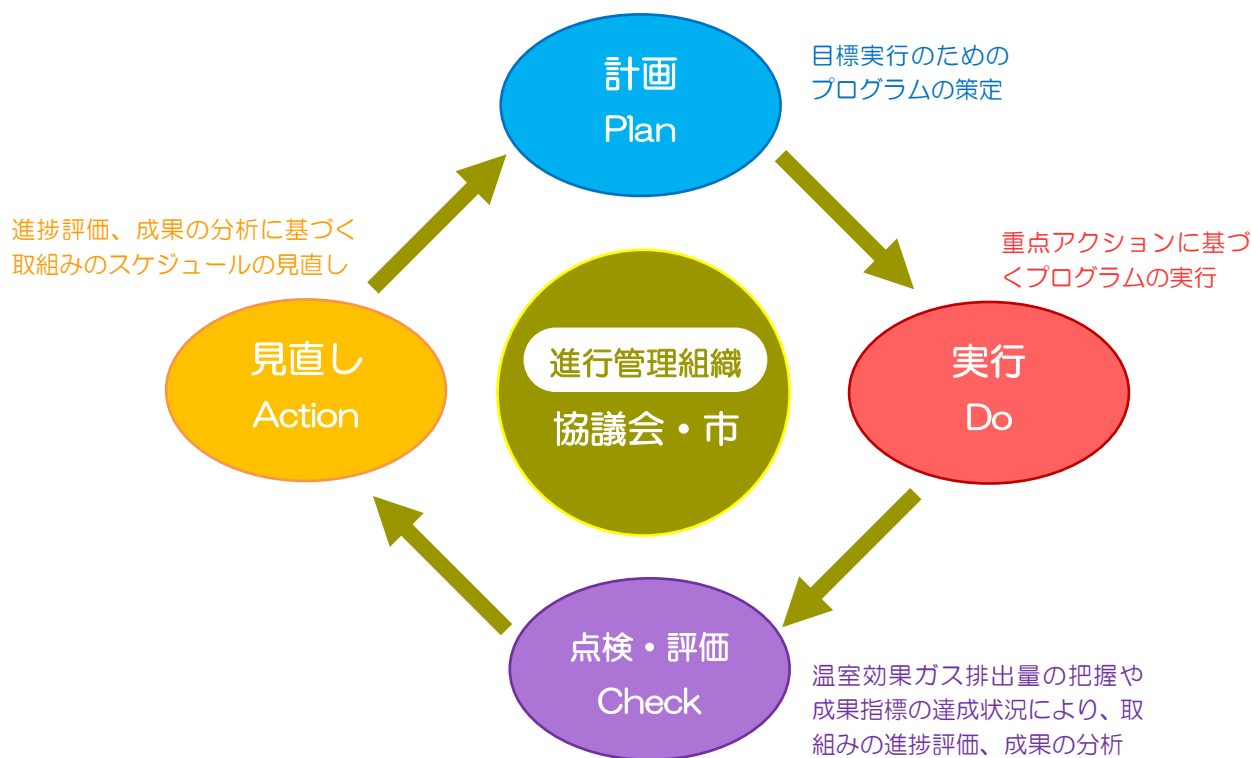 計画
Plan
目標実行のための
プログラムの策定
進捗評価、成果の分析に基づく
取組みのスケジュールの見直し
重点アクションに基づ
くプログラムの実行
見直し
Action
進行管理組織
協議会・市
実行
Do
点検・評価
Check
温室効果ガス排出量の把握や
成果指標の達成状況により、取
組みの進捗評価、成果の分析